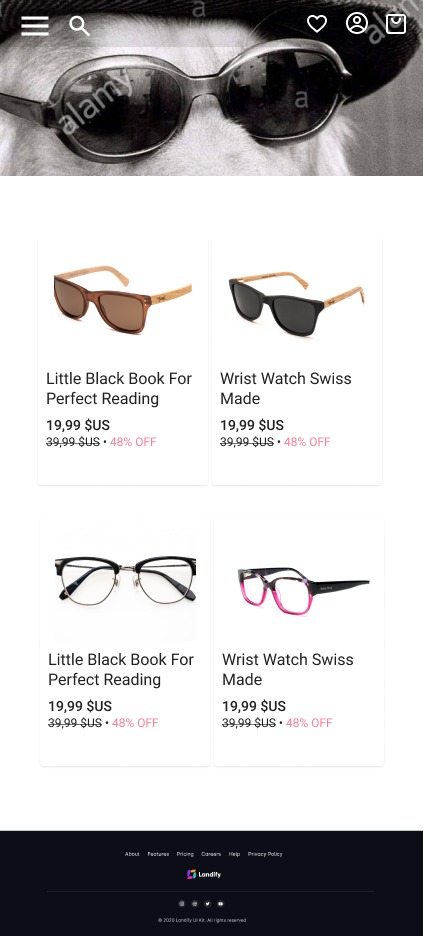 a
alamy
a
alamy
Little Black Book For
Perfect Reading
19,99 $US
39,99 $US • 48% OFF
Wrist Watch Swiss
Made
19,99 $US
39,99 $US • 48% OFF
Little Black Book For
Perfect Reading
19,99 $US
39,99 $US • 48% OFF
Wrist Watch Swiss
Made
19,99 $US
39,99 $US • 48% OFF
About Features Pricing Careers Help Privacy Policy
Landify
© 2020 Landify UI Kit. All rights reserved